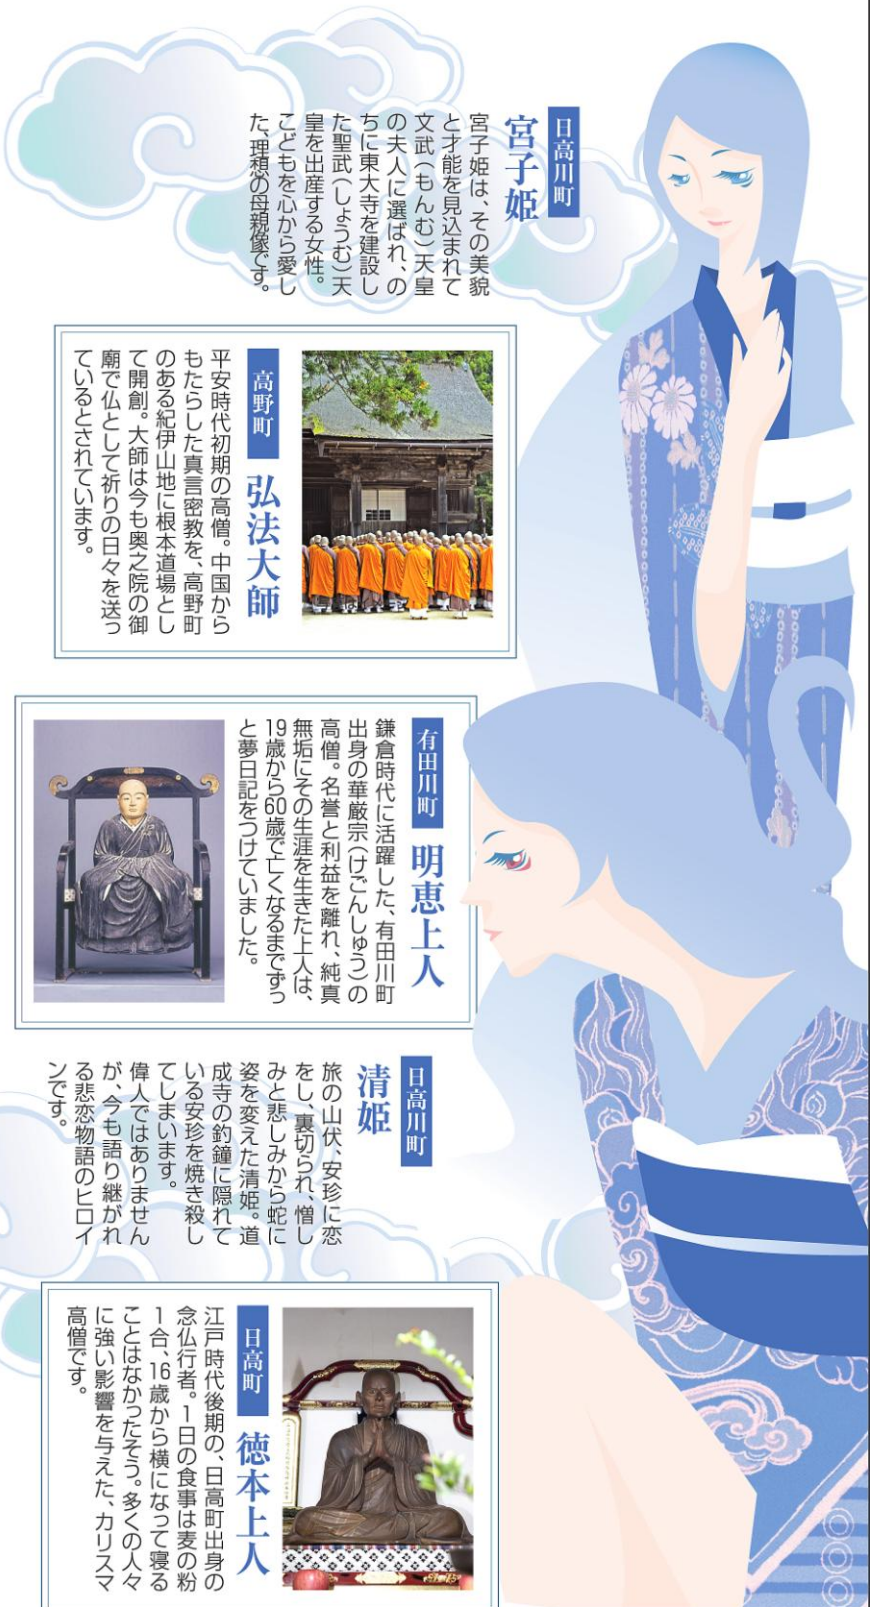 日高川町
宮子姫
宮子姫は、その美貌
と才能を見込まれて
文武（もんむ）天皇
の夫人に選ばれ、の
ちに東大寺を建設し
た聖武（しょうむ）天
皇を出産する女性。
こどもを心から愛し
た、理想の母親像です。
高野町
弘法大師
平安時代初期の高僧。中国から
もたらした真言密教を、高野町
のある紀伊山地に根本道場とし
て開創。大師は今も奥之院の御
廟で仏として祈りの日々を送っ
ているとされています。
有田川町
明恵上人
鎌倉時代に活躍した、有田川町
出身の華厳宗（けごんしゅう）の
高僧。名誉と利益を離れ、純真
無垢にその生涯を生きた上人は、
19歳から60歳で亡くなるまでずっ
と夢日記をつけていました。
日高川町
清姫
旅の山伏、安珍に恋
をし、裏切られ、憎し
みと悲しみから蛇に
姿を変えた清姫。道
成寺の釣鐘に隠れて
いる安珍を焼き殺し
てしまいます。
偉人ではありません
が、今も語り継がれ
る悲恋物語のヒロイ
ンです。
日高町
徳本上人
江戸時代後期の、日高町出身の
念仏行者。1日の食事は麦の粉
1合、16歳から横になって寝る
ことはなかったそう。多くの人々
に強い影響を与えた、カリスマ
高僧です。